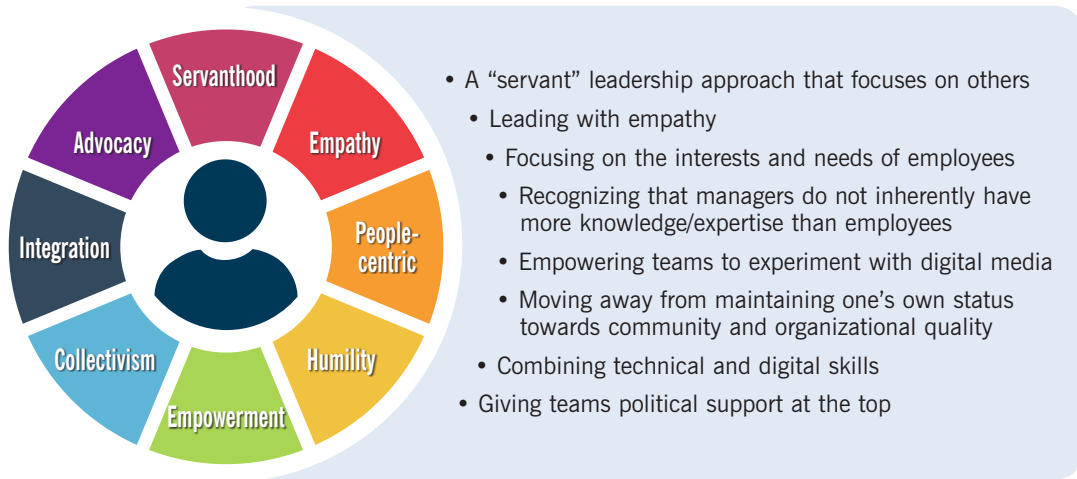 Servanthood
Empathy
People-
centric
Humility
Empowerment
Collectivism
Integration
Advocacy
• A “servant” leadership approach that focuses on others
• Leading with empathy
• Focusing on the interests and needs of employees
• Recognizing that managers do not inherently have
more knowledge/expertise than employees
• Empowering teams to experiment with digital media
• Moving away from maintaining one’s own status
towards community and organizational quality
• Combining technical and digital skills
• Giving teams political support at the top